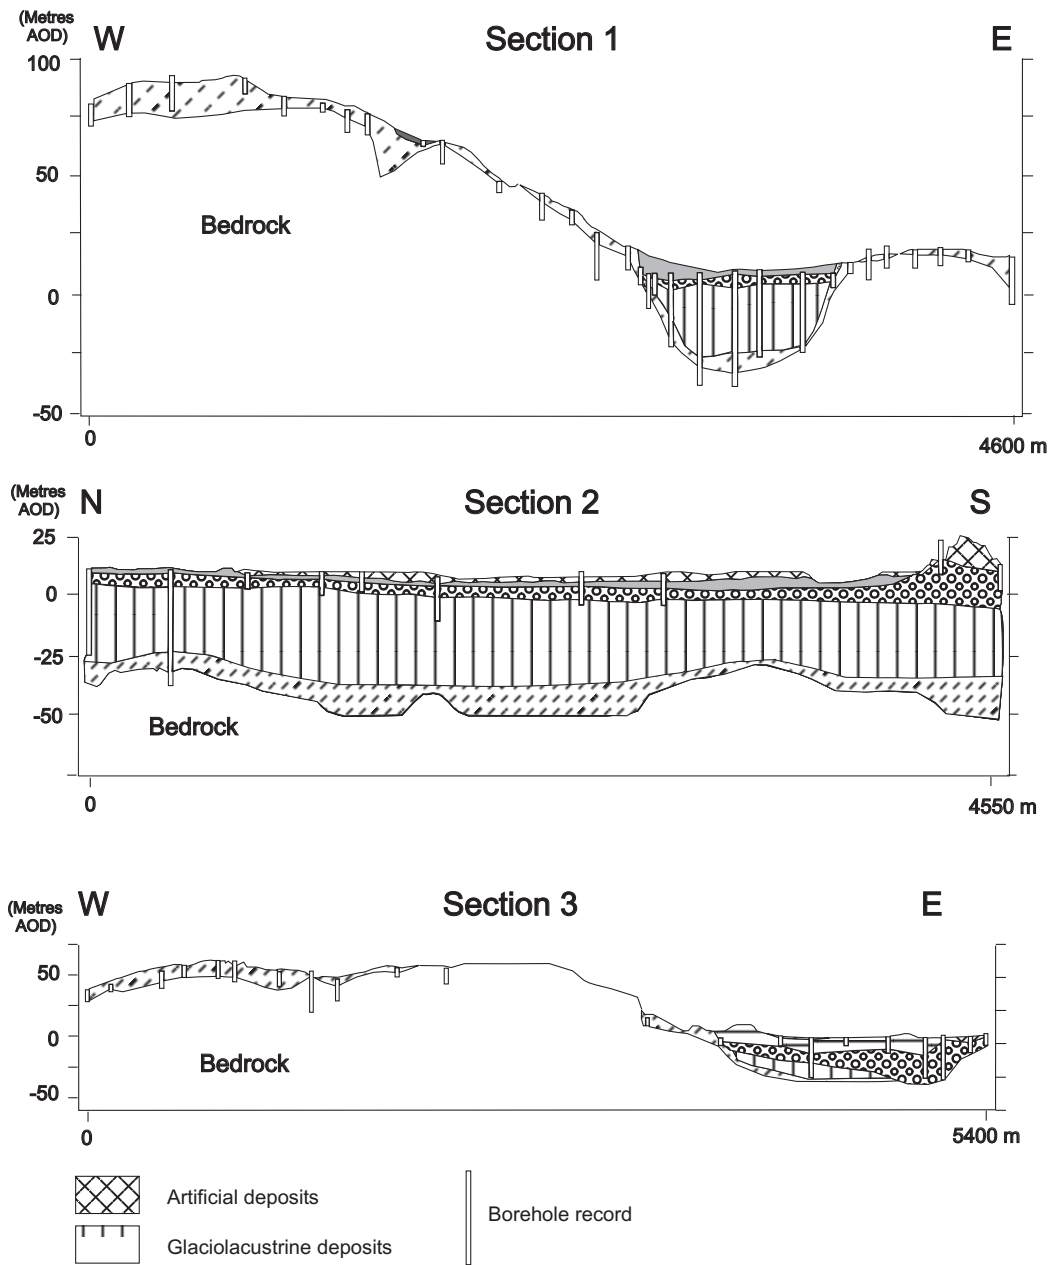 (Metres
AOD)
W
Section 1
E
100
50
0
-50
Bedrock
0
4600 m
(Metres
AOD)
N
Section 2
S
25
0
-25
-50
Bedrock
0
4550 m
(Metres
AOD)
W
Section 3
E
50
0
-50
Bedrock
0
5400 m
Artificial deposits
Glaciolacustrine deposits
Borehole record